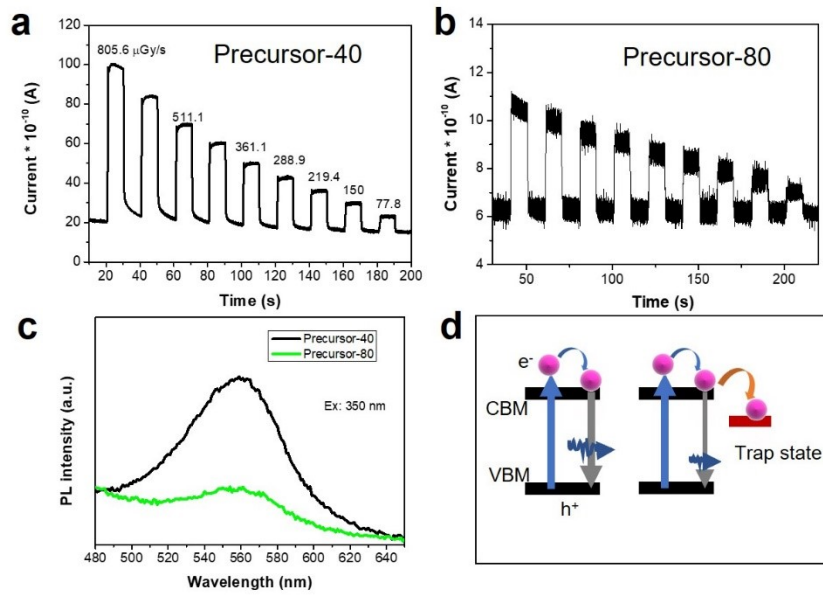 a
Precursor-40
805.6 μGy/s
511.1
361.1
288.9
219.4
150
77.8
120
100
80
60
40
20
0
Current * 10⁻¹⁰ (A)
20 40 60 80 100 120 140 160 180 200
Time (s)
b
Precursor-80
14
12
10
8
6
4
Current * 10⁻¹⁰ (A)
50 100 150 200
Time (s)
c
Precursor-40
Precursor-80
Ex: 350 nm
PL intensity (a.u.)
480 500 520 540 560 580 600 620 640
Wavelength (nm)
d
e⁻
CBM
VBM
h⁺
Trap state